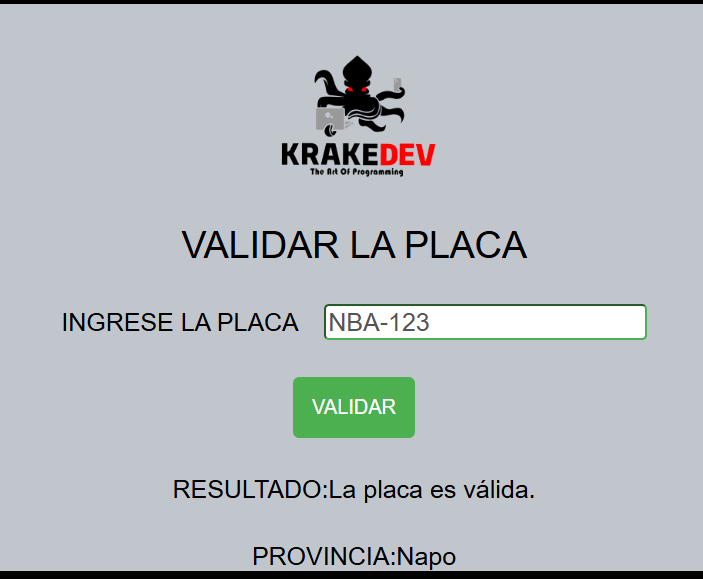 KRAKEDEV
The Art Of Programming
VALIDAR LA PLACA
INGRESE LA PLACA NBA-123
VALIDAR
RESULTADO:La placa es válida.
PROVINCIA:Napo